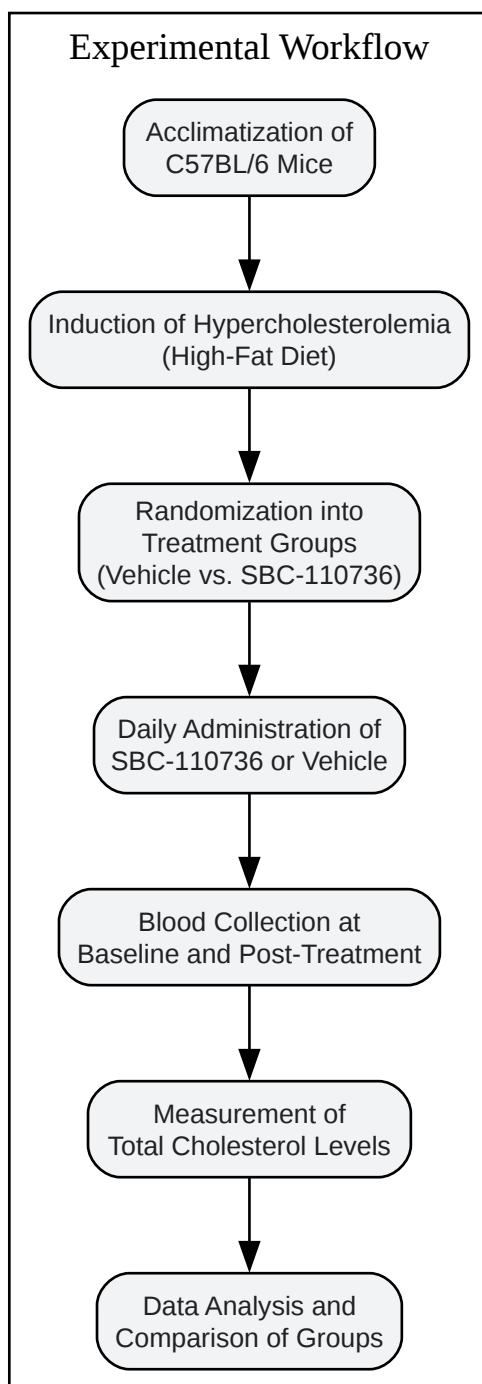 Experimental Workflow
Acclimatization of
C57BL/6 Mice
Induction of Hypercholesterolemia
(High-Fat Diet)
Randomization into
Treatment Groups
(Vehicle vs. SBC-110736)
Daily Administration of
SBC-110736 or Vehicle
Blood Collection at
Baseline and Post-Treatment
Measurement of
Total Cholesterol Levels
Data Analysis and
Comparison of Groups